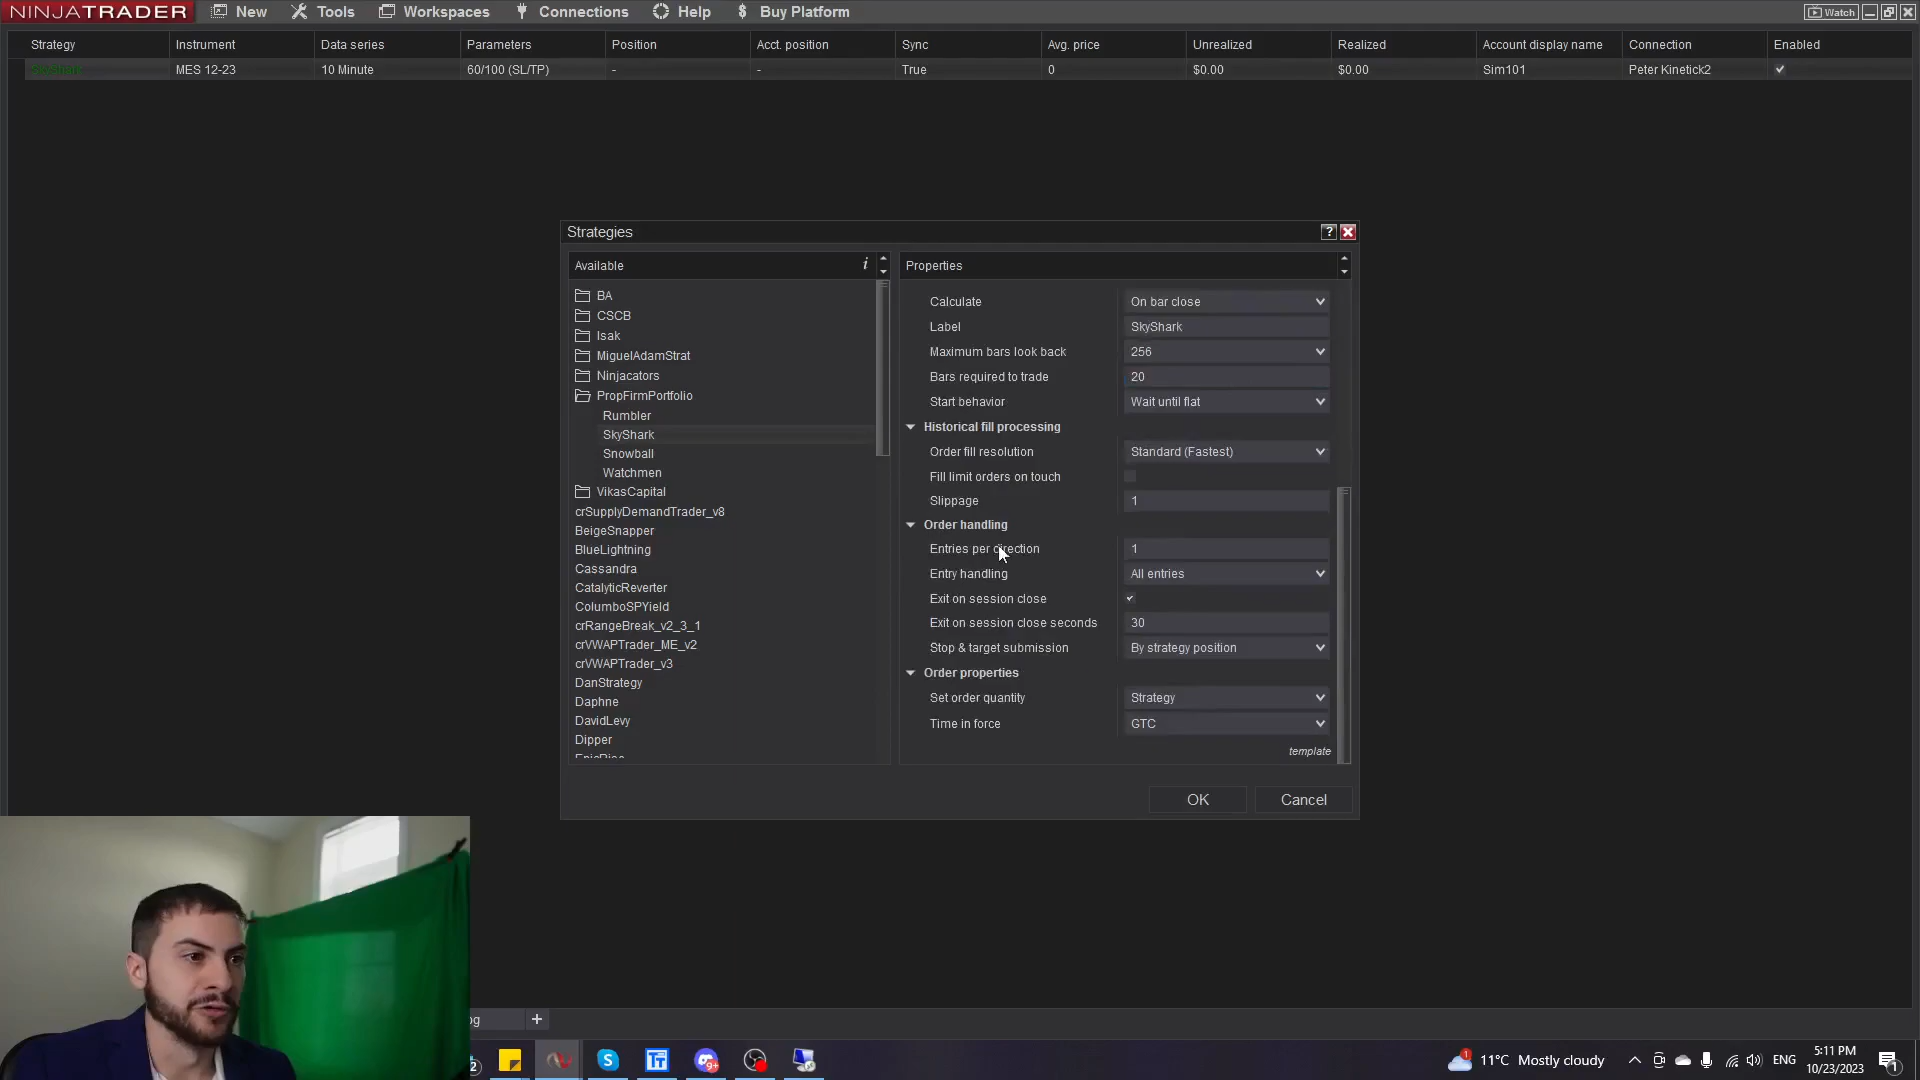 NINJATRADER New Tools Workspaces Connections Help Buy Platform Watch
Strategy Instrument Data series Parameters Position Acct. position Sync Avg. price Unrealized Realized Account display name Connection Enabled
SkyShark MES 12-23 10 Minute 60/100 (SL/TP) - - True 0 $0.00 $0.00 Sim101 Peter Kinetick2
Strategies ?
Available i
BA
CSCB
Isak
MiguelAdamStrat
Ninjacators
PropFirmPortfolio
Rumbler
SkyShark
Snowball
Watchmen
VikasCapital
crSupplyDemandTrader_v8
BeigeSnapper
BlueLightning
Cassandra
CatalyticReverter
ColumboSPYield
crRangeBreak_v2_3_1
crVWAPTrader_ME_v2
crVWAPTrader_v3
DanStrategy
Daphne
DavidLevy
Dipper
Properties
Calculate On bar close
Label SkyShark
Maximum bars look back 256
Bars required to trade 20
Start behavior Wait until flat
Historical fill processing
Order fill resolution Standard (Fastest)
Fill limit orders on touch
Slippage 1
Order handling
Entries per direction 1
Entry handling All entries
Exit on session close
Exit on session close seconds 30
Stop & target submission By strategy position
Order properties
Set order quantity Strategy
Time in force GTC
template
OK Cancel
og +
2 S TT 9+ 1 11°C Mostly cloudy ENG 5:11 PM
10/23/2023 1